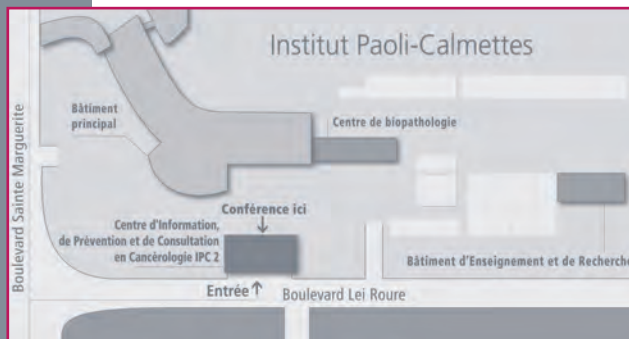 Institut Paoli-Calmettes
Bâtiment
principal
Centre de biopathologie
Boulevard Sainte Marguerite
Conférence ici
Centre d'Information,
de Prévention et de Consultation
en Cancérologie IPC 2
Bâtiment d'Enseignement et de Recherche
Entrée
Boulevard Lei Roure